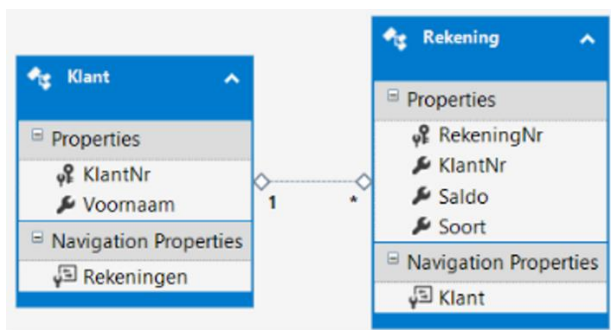 Klant
Properties
KlantNr
Voornaam
Navigation Properties
Rekeningen
1
*
Rekening
Properties
RekeningNr
KlantNr
Saldo
Soort
Navigation Properties
Klant